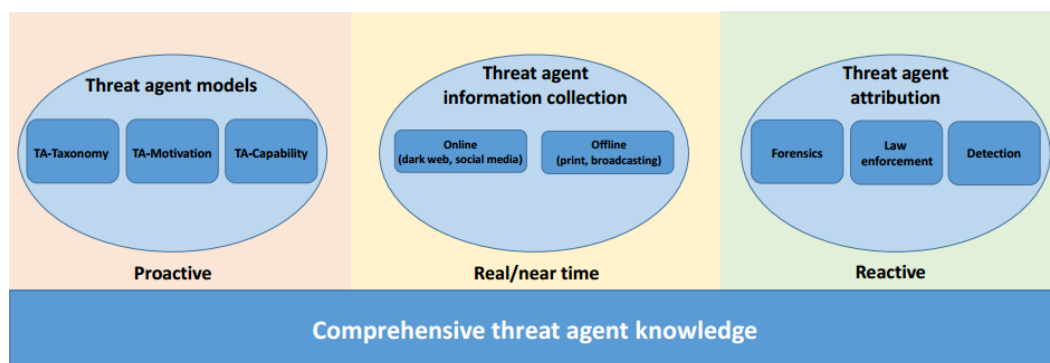 Threat agent models
TA-Taxonomy
TA-Motivation
TA-Capability
Proactive
Threat agent
information collection
Online
(dark web, social media)
Offline
(print, broadcasting)
Real/near time
Threat agent
attribution
Forensics
Law
enforcement
Detection
Reactive
Comprehensive threat agent knowledge